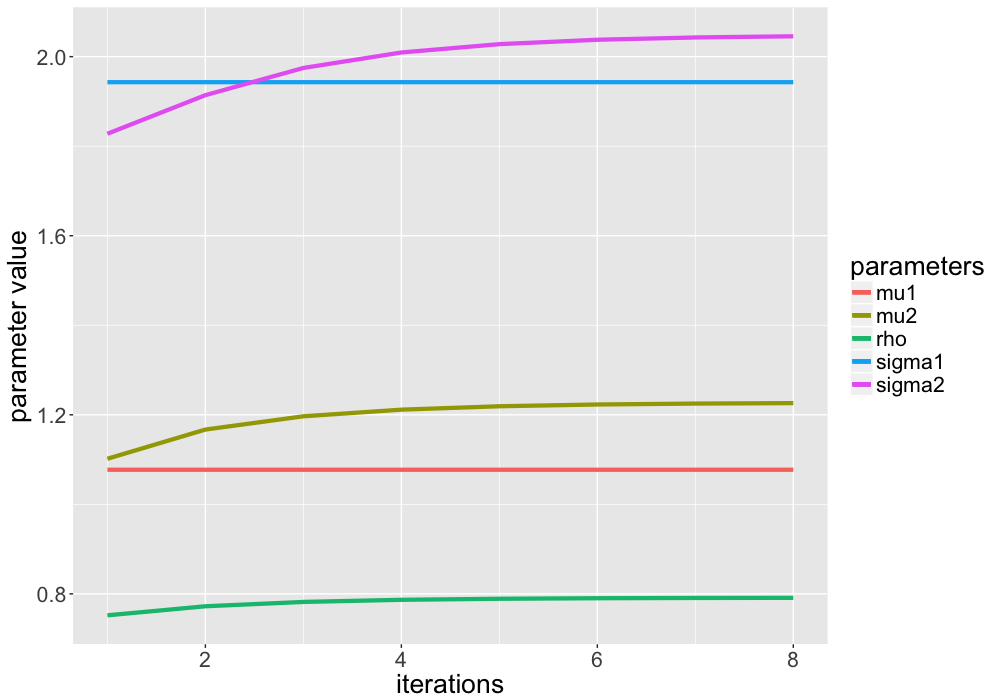 parameter value
2.0
1.6
1.2
0.8
2
4
6
8
iterations
parameters
mu1
mu2
rho
sigma1
sigma2